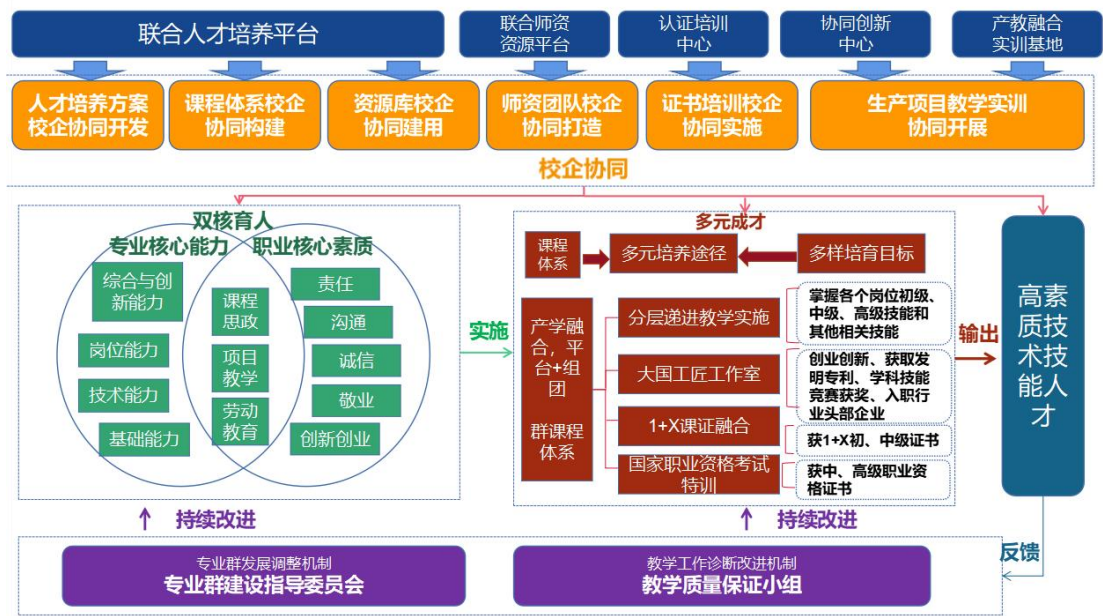 联合人才培养平台
联合师资
资源平台
认证培训
中心
协同创新
中心
产教融合
实训基地
人才培养方案
校企协同开发
课程体系校企
协同构建
资源库校企
协同建用
师资团队校企
协同打造
证书培训校企
协同实施
生产项目教学实训
协同开展
校企协同
双核育人
专业核心能力
职业核心素质
综合与创
新能力
岗位能力
技术能力
基础能力
课程
思政
项目
教学
劳动
教育
责任
沟通
诚信
敬业
创新创业
实施
多元成才
课程
体系
多元培养途径
多样培育目标
产学融
合，平
台+组
团
群课程
体系
分层递进教学实施
大国工匠工作室
1+X课证融合
国家职业资格考试
特训
掌握各个岗位初级、
中级、高级技能和
其他相关技能
创业创新、获取发
明专利、学科技能
竞赛获奖、入职行
业头部企业
获1+X初、中级证书
获中、高级职业资
格证书
输出
高素
质技
术技
能人
才
持续改进
持续改进
反馈
专业群发展调整机制
专业群建设指导委员会
教学工作诊断改进机制
教学质量保证小组